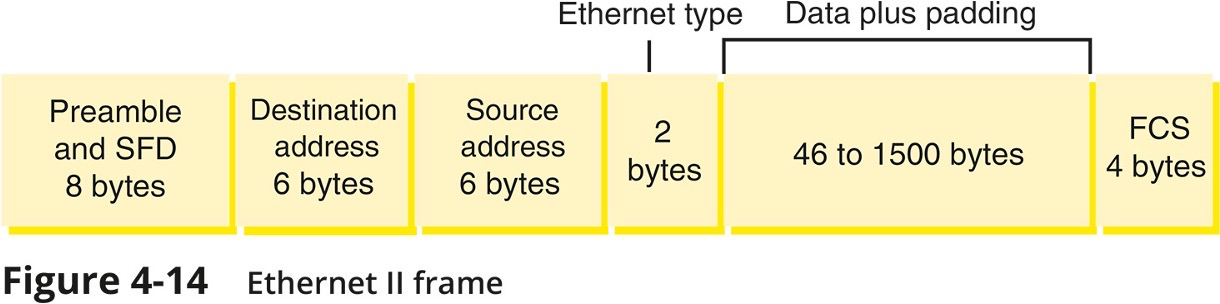 Ethernet type
Data plus padding
Preamble
and SFD
8 bytes
Destination
address
6 bytes
Source
address
6 bytes
2
bytes
46 to 1500 bytes
FCS
4 bytes
Figure 4-14 Ethernet II frame